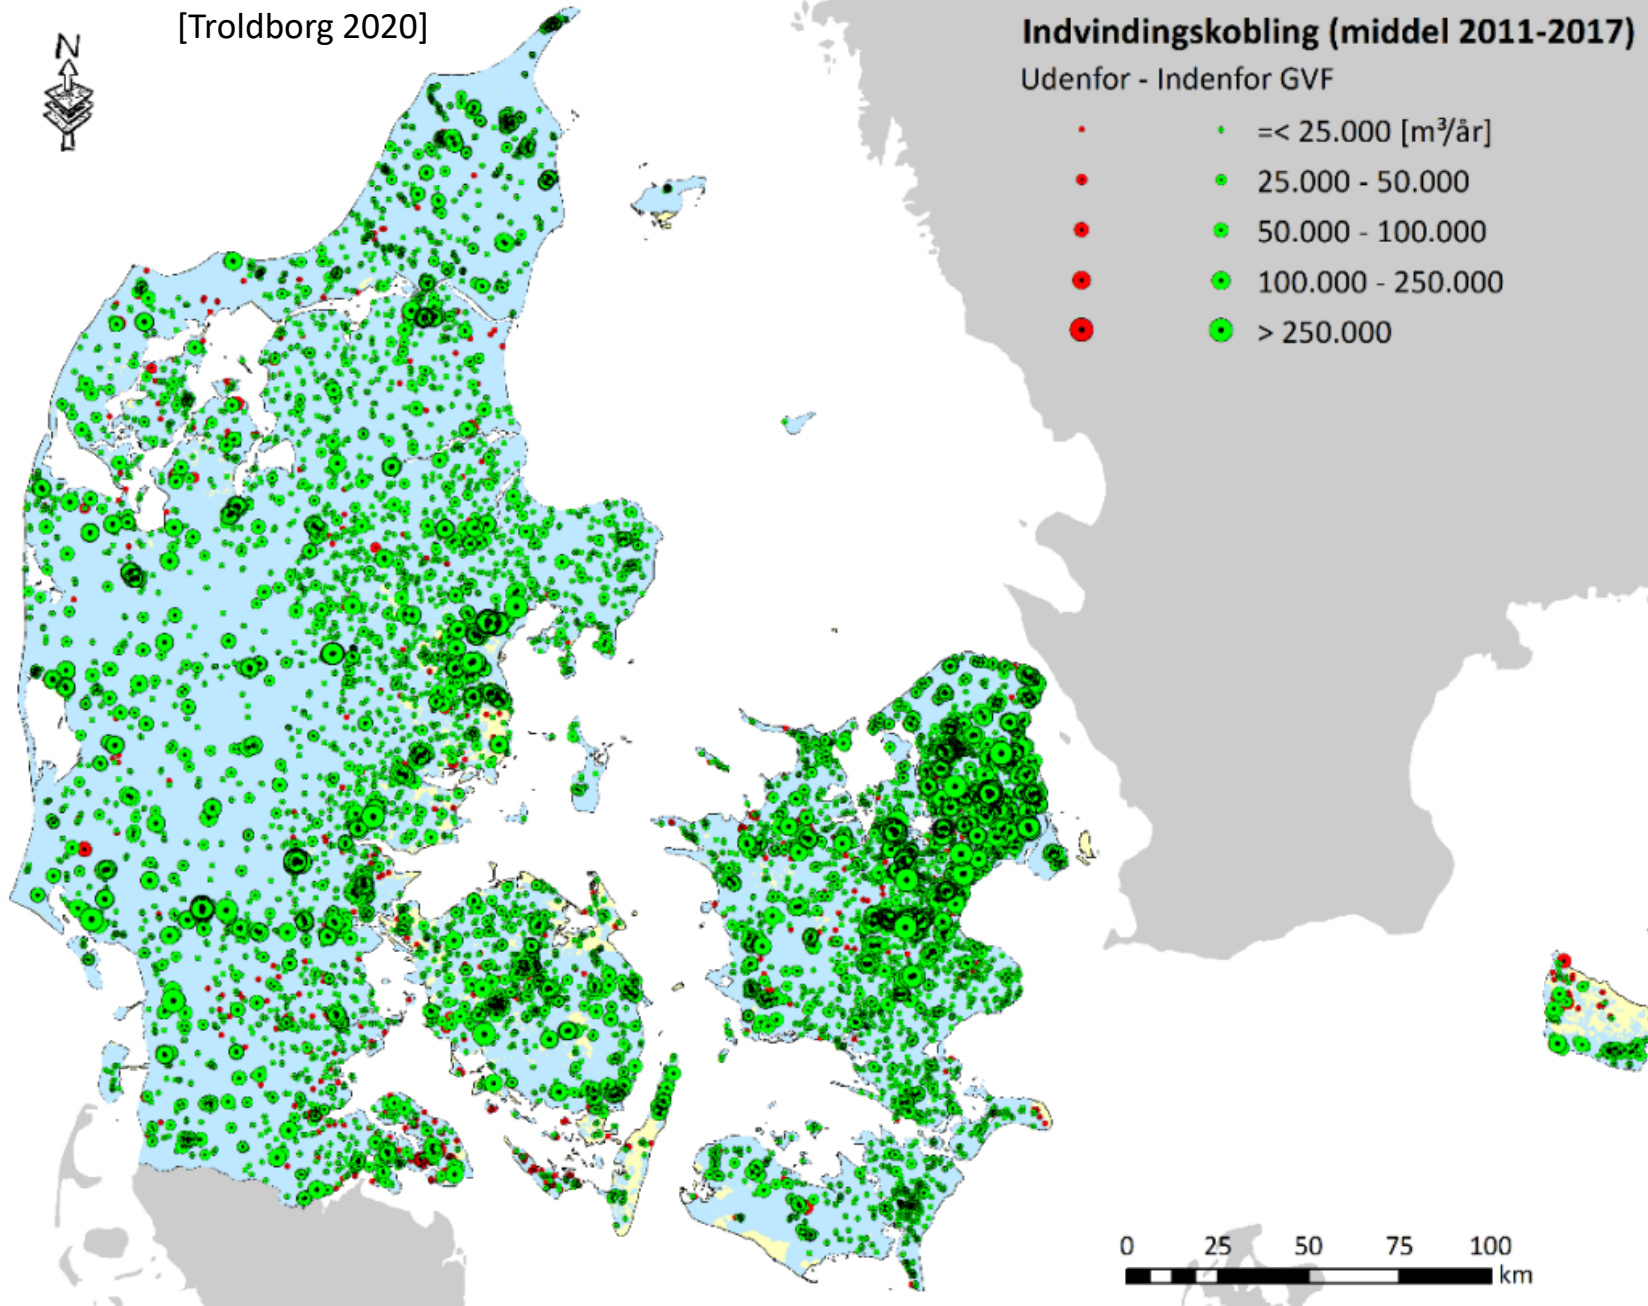 [Troldborg 2020]
N
Indvindingskobling (middel 2011-2017)
Udenfor - Indenfor GVF
=< 25.000 [m³/år]
25.000 - 50.000
50.000 - 100.000
100.000 - 250.000
> 250.000
0 25 50 75 100
km